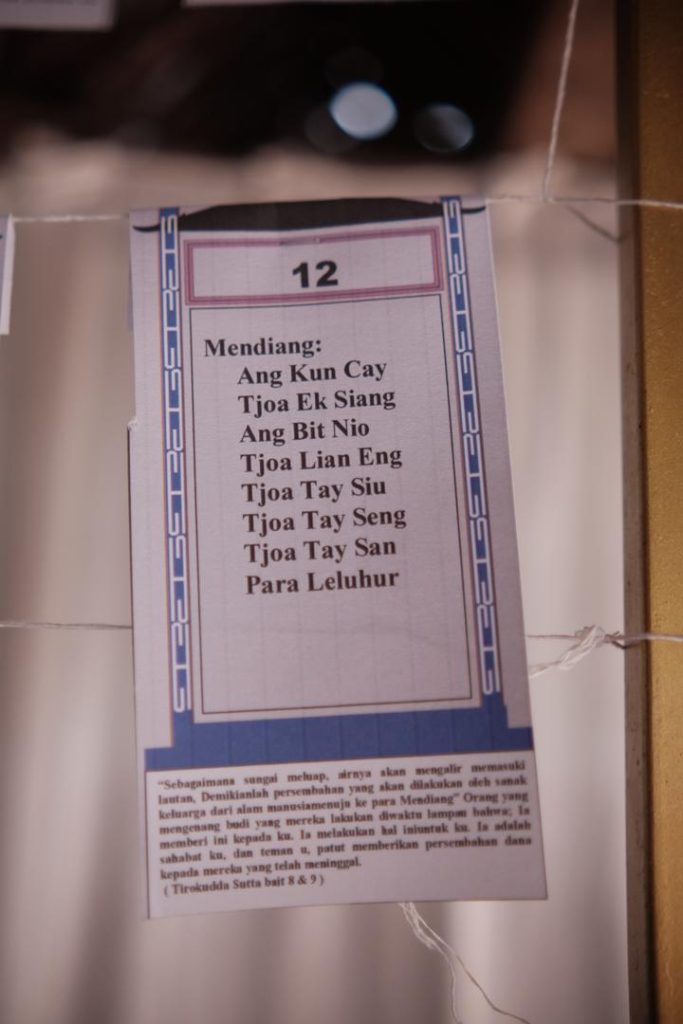 12
Mendiang:
Ang Kun Cay
Tjoa Ek Siang
Ang Bit Nio
Tjoa Lian Eng
Tjoa Tay Siu
Tjoa Tay Seng
Tjoa Tay San
Para Leluhur
"Sebagaimana sungai meluap, airnya akan mengalir memasuki
lautan, Demikianlah persembahan yang akan dilakukan oleh sanak
keluarga dari alam manusiamenuju ke para Mendiang" Orang yang
mengenang budi yang mereka lakukan diwaktu lampau bahwa; Ia
memberi ini kepada ku. Ia melakukan hal iniuntuk ku. Ia adalah
sahabat ku, dan teman u, patut memberikan persembahan dana
kepada mereka yang telah meninggal.
( Tirokudda Sutta bait 8 & 9 )